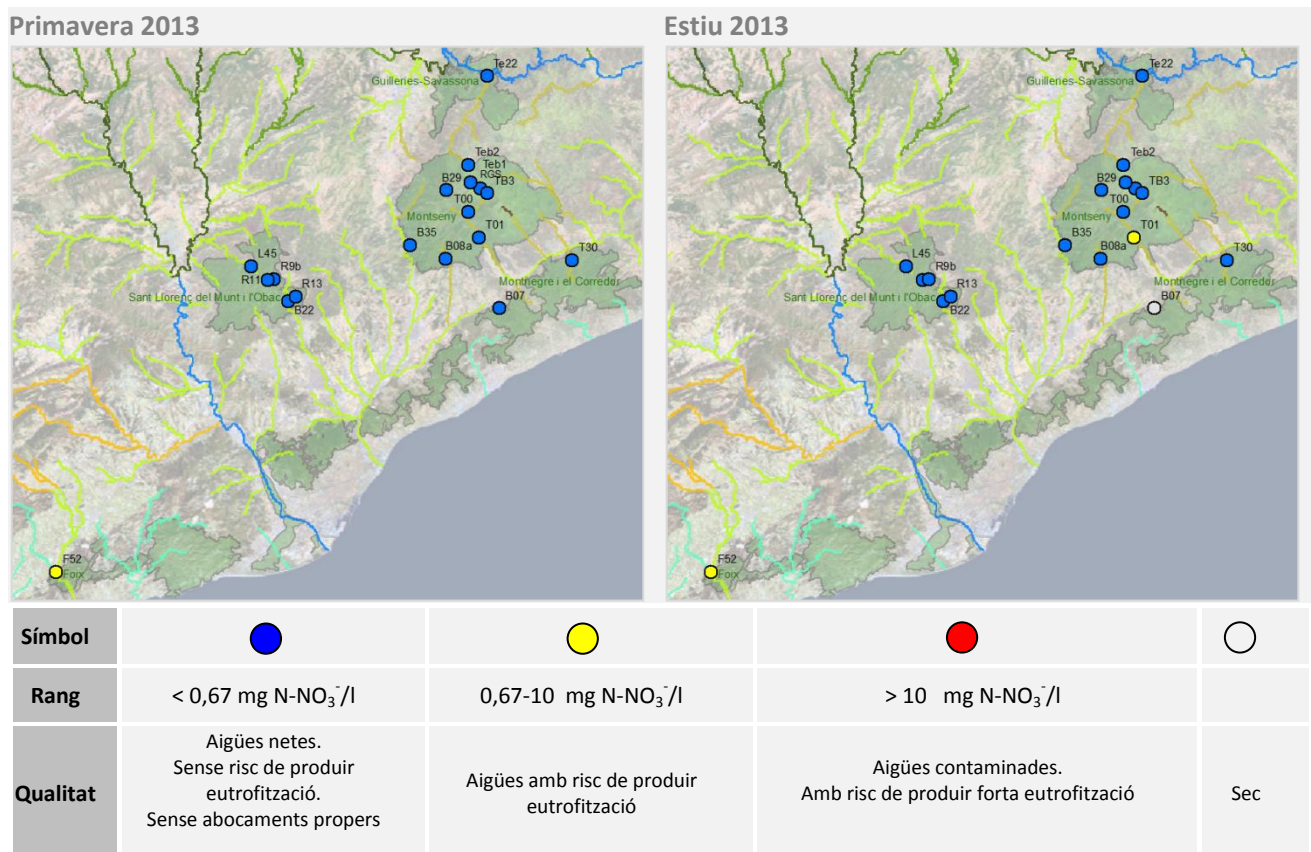 Primavera 2013
Estiu 2013
Te22
Guilleries-Savassona
Teb2
Teb1
B29
RGS
TB3
T00
Montseny
T01
B35
B08a
T30
L45
R9b
R11
R13
Montnegre i el Corredor
Sant Llorenç del Munt i l'Obac
B22
B07
F52
Foix
Te22
Guilleries-Savassona
Teb2
B29
TB3
T00
Montseny
T01
B35
B08a
T30
L45
R9b
R13
Montnegre i el Corredor
Sant Llorenç del Munt i l'Obac
B22
B07
F52
Foix
Símbol
Rang
< 0,67 mg N-NO₃⁻/l
0,67-10 mg N-NO₃⁻/l
> 10 mg N-NO₃⁻/l
Qualitat
Aigües netes.
Sense risc de produir
eutrofització.
Sense abocaments propers
Aigües amb risc de produir
eutrofització
Aigües contaminades.
Amb risc de produir forta eutrofització
Sec